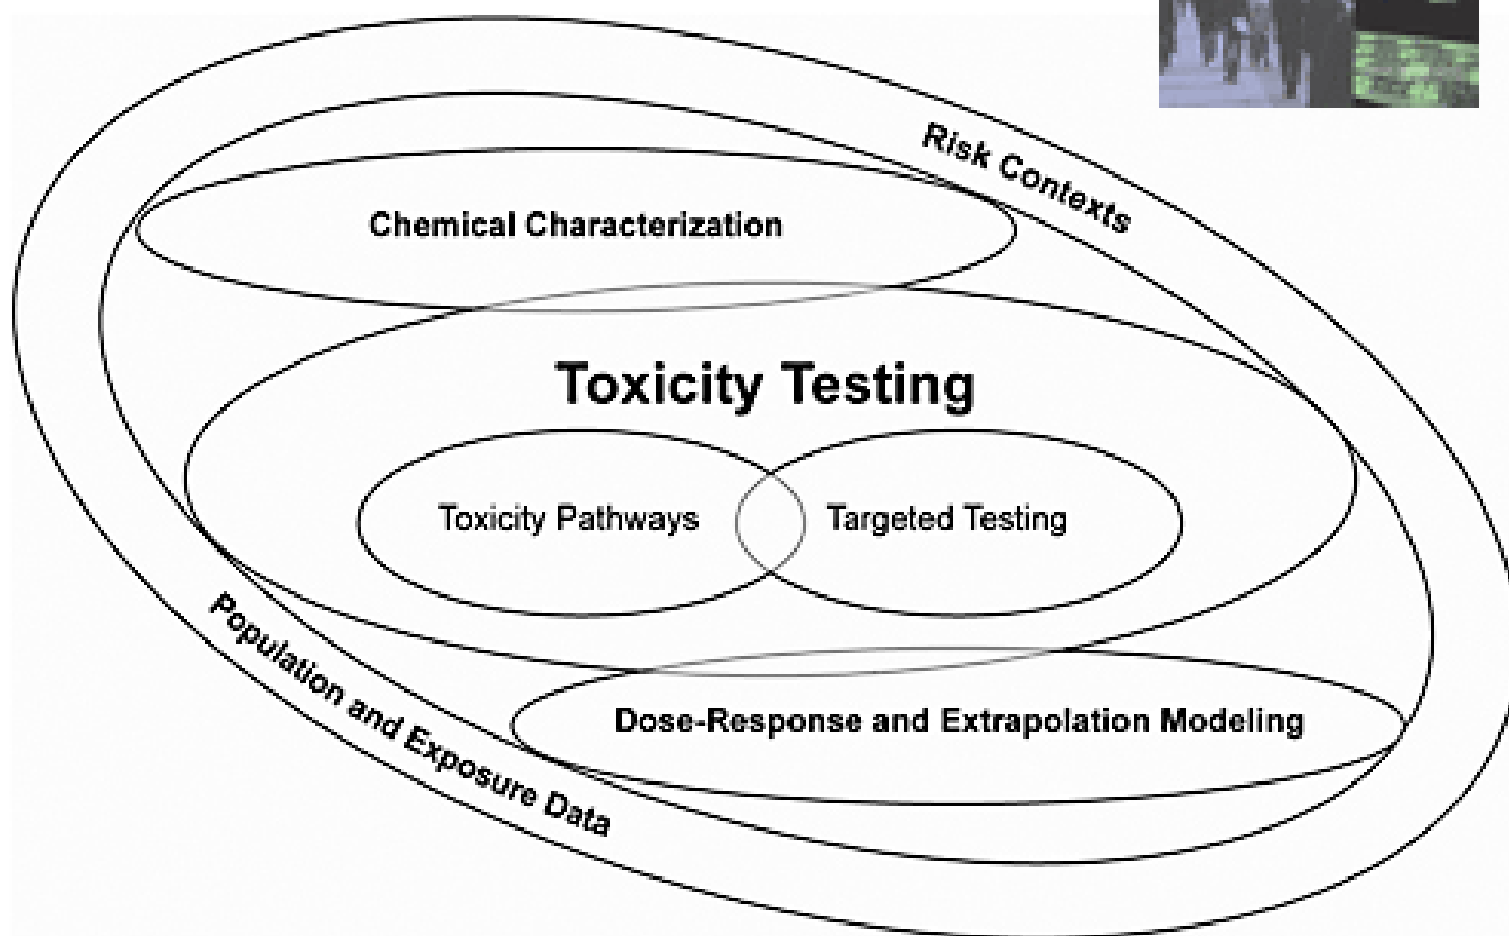 Risk Contexts
Chemical Characterization
Toxicity Testing
Toxicity Pathways
Targeted Testing
Population and Exposure Data
Dose-Response and Extrapolation Modeling